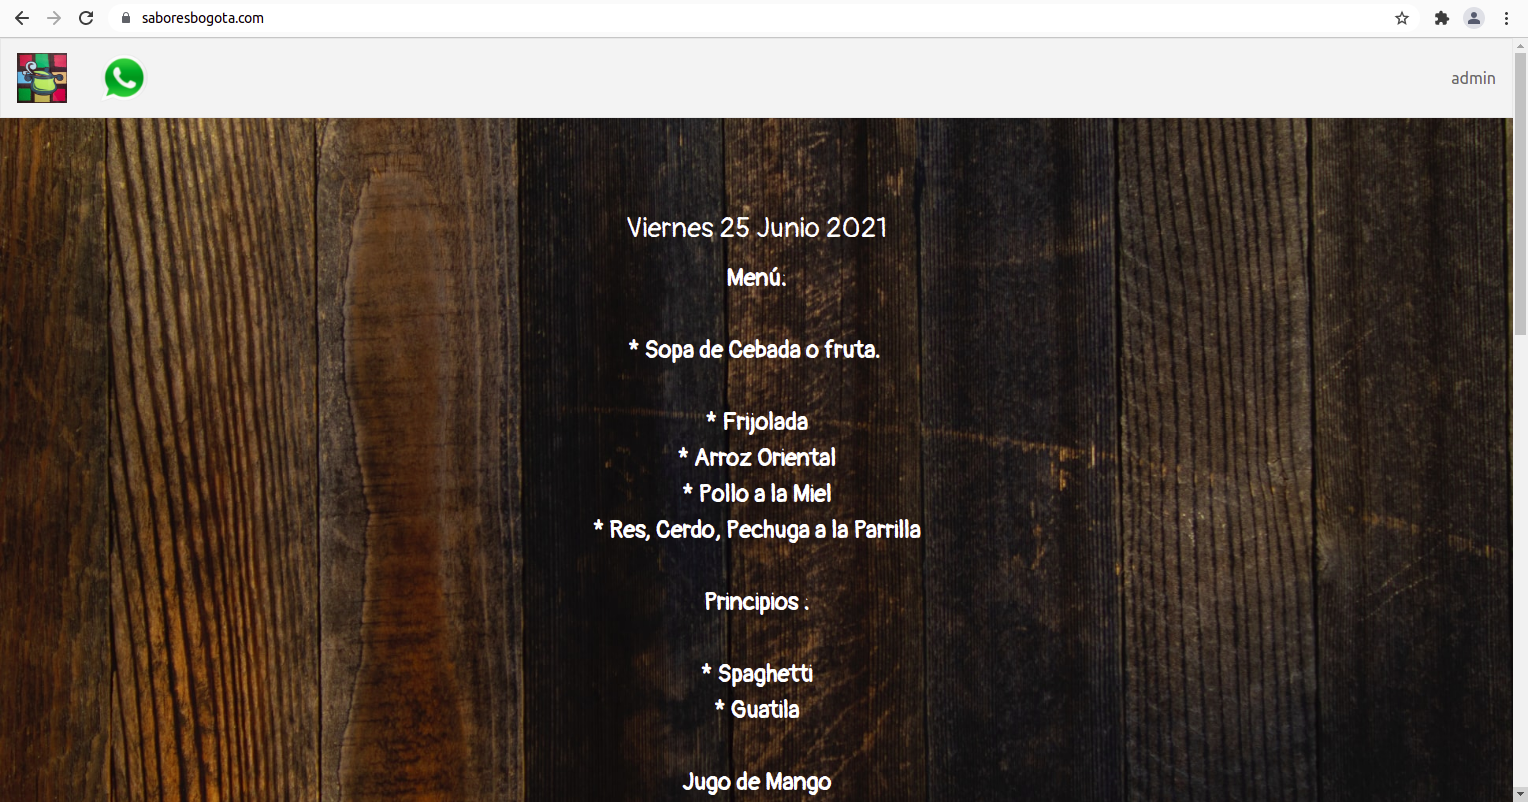 saboresbogota.com
admin
Viernes 25 Junio 2021
Menú:
* Sopa de Cebada o fruta.
* Frijolada
* Arroz Oriental
* Pollo a la Miel
* Res, Cerdo, Pechuga a la Parrilla
Principios :
* Spaghetti
* Guatila
Jugo de Mango